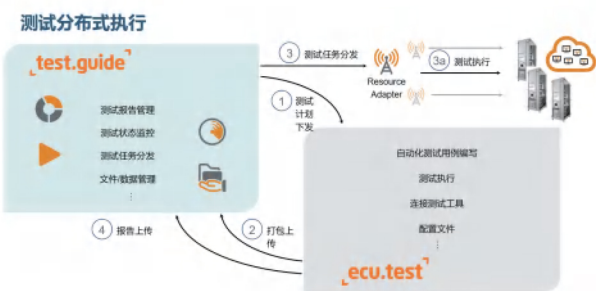 测试分布式执行
test.guide
测试报告管理
测试状态监控
测试任务分发
文件/数据管理
⋮
3 测试任务分发
Resource
Adapter
3a 测试执行
1 测试
计划
下发
自动化测试用例编写
测试执行
连接测试工具
配置文件
⋮
4 报告上传
2 打包上
传
ecu.test